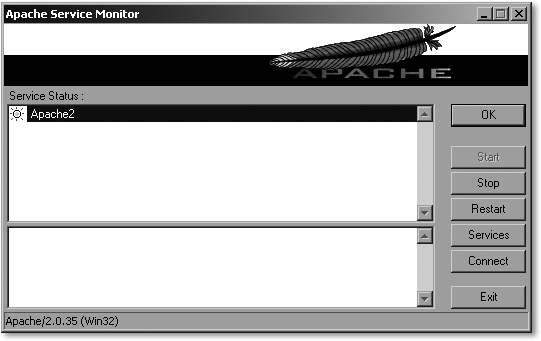 Apache Service Monitor
APACHE
Service Status :
Apache2
OK
Start
Stop
Restart
Services
Connect
Exit
Apache/2.0.35 (Win32)